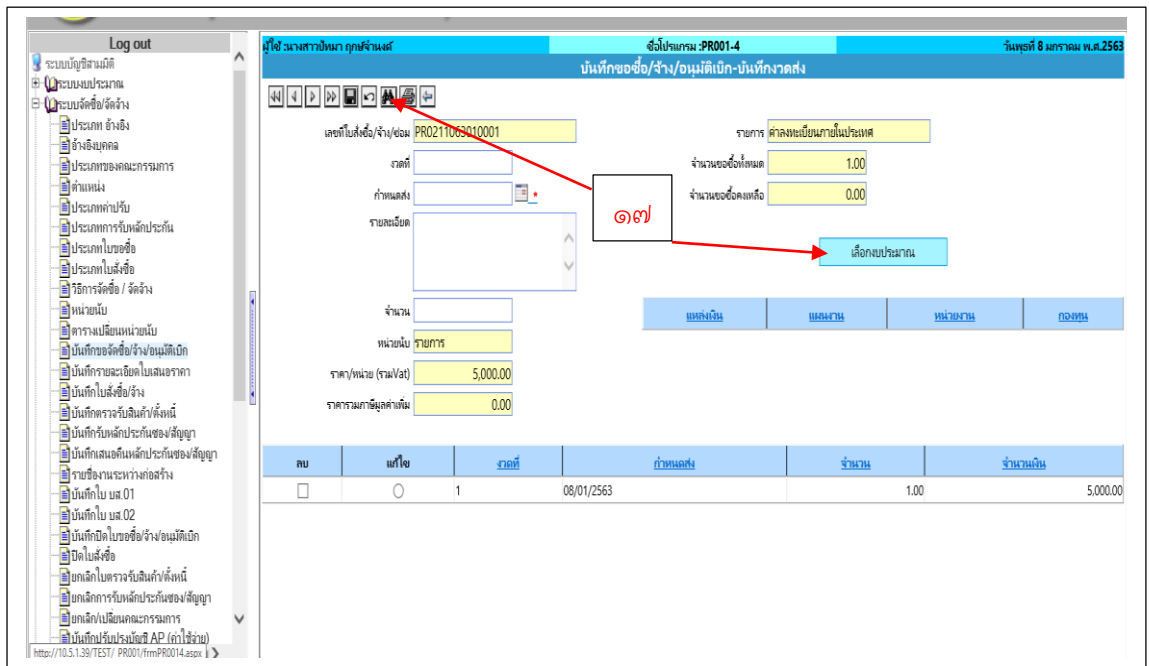 Log out
ระบบบัญชีสามมิติ
ระบบงบประมาณ
ระบบจัดซื้อ/จัดจ้าง
ประเภท อ้างอิง
อ้างอิงบุคคล
ประเภทของคณะกรรมการ
ตำแหน่ง
ประเภทค่าปรับ
ประเภทการรับหลักประกัน
ประเภทใบขอซื้อ
ประเภทใบสั่งซื้อ
วิธีการจัดซื้อ / จัดจ้าง
หน่วยนับ
ตารางเปลี่ยนหน่วยนับ
บันทึกขอจัดซื้อ/จ้าง/อนุมัติเบิก
บันทึกรายละเอียดใบเสนอราคา
บันทึกใบสั่งซื้อ/จ้าง
บันทึกตรวจรับสินค้า/ตั้งหนี้
บันทึกรับหลักประกันซอง/สัญญา
บันทึกเสนอคืนหลักประกันซอง/สัญญา
รายชื่องานระหว่างก่อสร้าง
บันทึกใบ บส.01
บันทึกใบ บส.02
บันทึกปิดใบขอซื้อ/จ้าง/อนุมัติเบิก
ปิดใบสั่งซื้อ
ยกเลิกใบตรวจรับสินค้า/ตั้งหนี้
ยกเลิกการรับหลักประกันซอง/สัญญา
ยกเลิก/เปลี่ยนคณะกรรมการ
บันทึกปรับปรุงบัญชี AP (ค่าใช้จ่าย)
http://10.5.1.39/TEST/ PR001/frmPR0014.aspx
ผู้ใช้ :นางสาวปัทมา ฤกษ์จำนงค์ ชื่อโปรแกรม :PR001-4 วันพุธที่ 8 มกราคม พ.ศ.2563
บันทึกขอซื้อ/จ้าง/อนุมัติเบิก-บันทึกงวดส่ง
เลขที่ใบสั่งซื้อ/จ้าง/ซ่อม PR0211063010001 รายการ ค่าลงทะเบียนภายในประเทศ
งวดที่ จำนวนขอซื้อทั้งหมด 1.00
กำหนดส่ง * จำนวนขอซื้อคงเหลือ 0.00
๑๗
รายละเอียด
เลือกงบประมาณ
จำนวน
แหล่งเงิน แผนงาน หน่วยงาน กองทุน
หน่วยนับ รายการ
ราคา/หน่วย (รวมVat) 5,000.00
ราคารวมภาษีมูลค่าเพิ่ม 0.00
ลบ แก้ไข งวดที่ กำหนดส่ง จำนวน จำนวนเงิน
1 08/01/2563 1.00 5,000.00